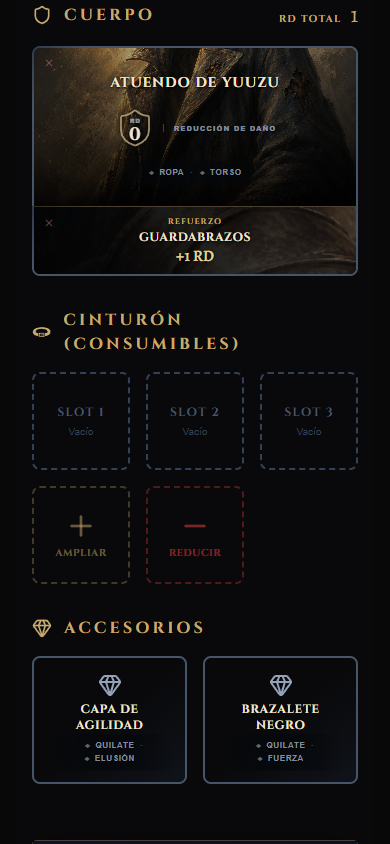 CUERPO
RD TOTAL 1
ATUENDO DE YUUZU
RD
0
REDUCCIÓN DE DAÑO
ROPA · TORSO
REFUERZO
GUARDABRAZOS
+1 RD
CINTURÓN
(CONSUMIBLES)
SLOT 1
Vacío
SLOT 2
Vacío
SLOT 3
Vacío
AMPLIAR
REDUCIR
ACCESORIOS
CAPA DE
AGILIDAD
QUILATE ·
ELUSIÓN
BRAZALETE
NEGRO
QUILATE ·
FUERZA